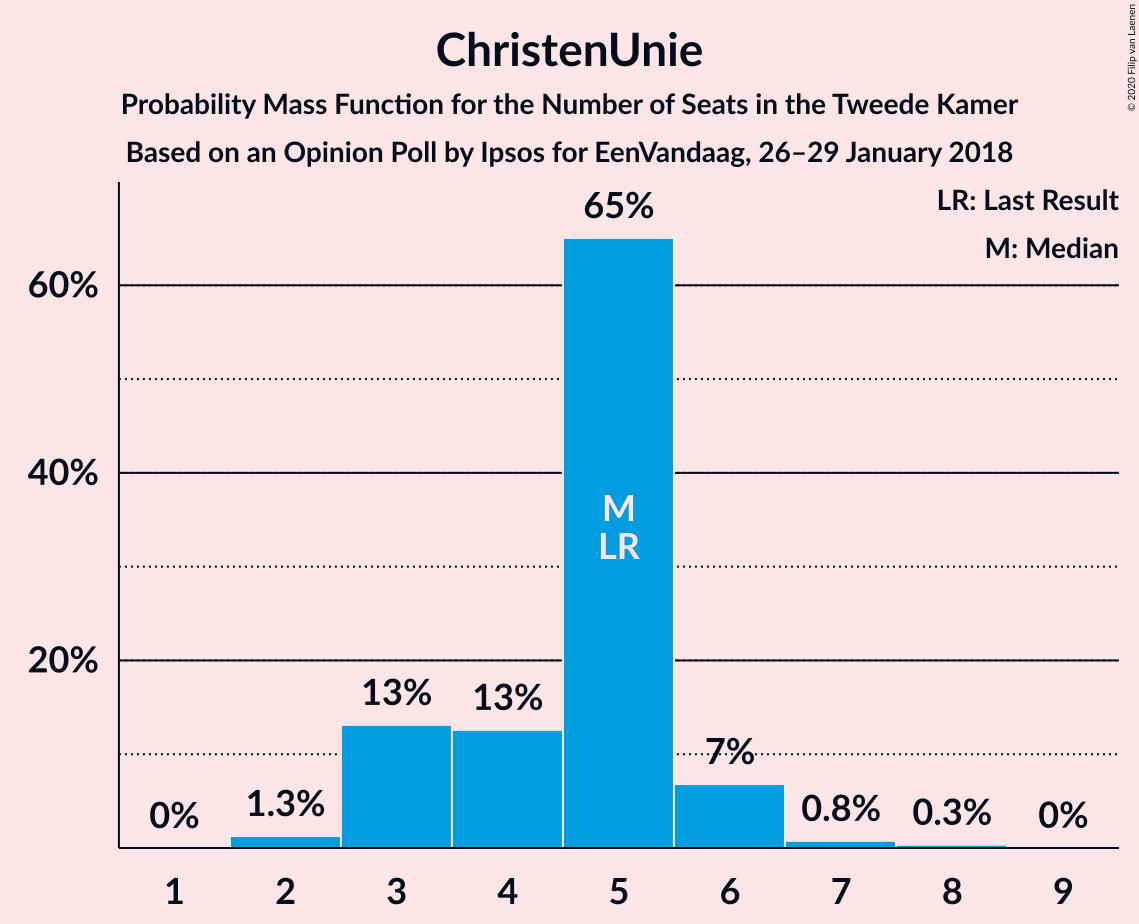 ChristenUnie
Probability Mass Function for the Number of Seats in the Tweede Kamer
Based on an Opinion Poll by Ipsos for EenVandaag, 26–29 January 2018
© 2020 Filip van Laenen
LR: Last Result
M: Median
60%
40%
20%
0%
1.3%
13%
13%
65%
M
LR
7%
0.8%
0.3%
0%
1 2 3 4 5 6 7 8 9